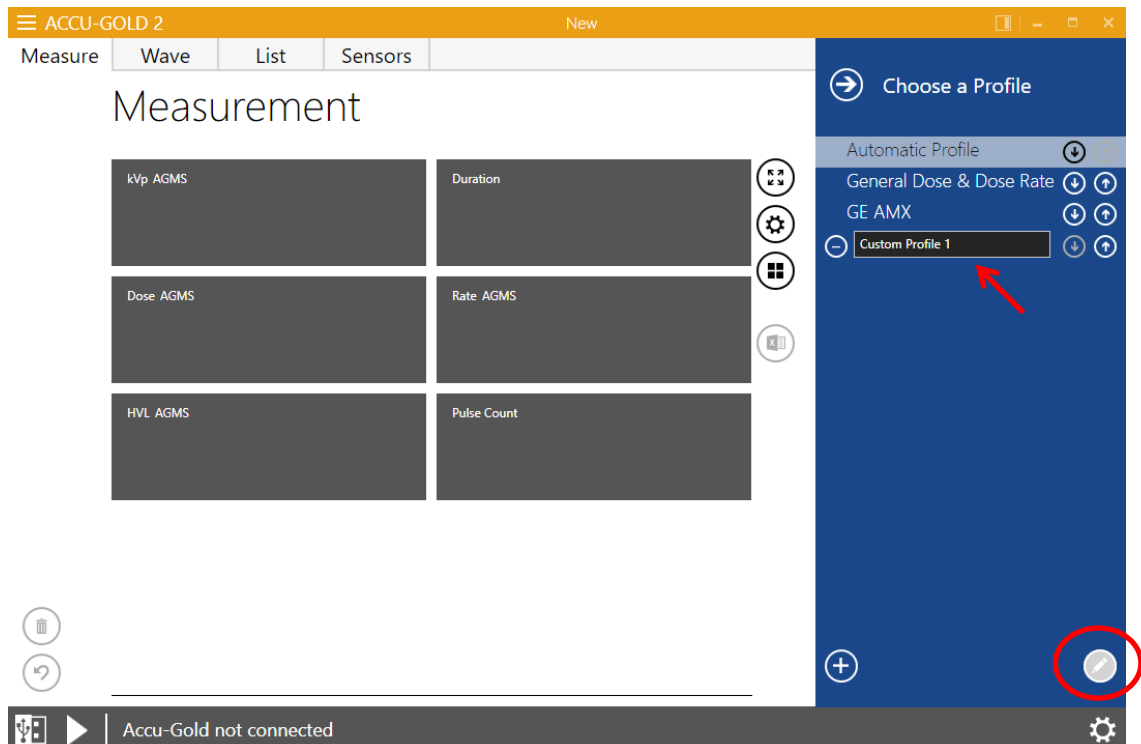 ACCU-GOLD 2
New
Measure Wave List Sensors
Measurement
kVp AGMS
Duration
Dose AGMS
Rate AGMS
HVL AGMS
Pulse Count
Choose a Profile
Automatic Profile
General Dose & Dose Rate
GE AMX
Custom Profile 1
Accu-Gold not connected